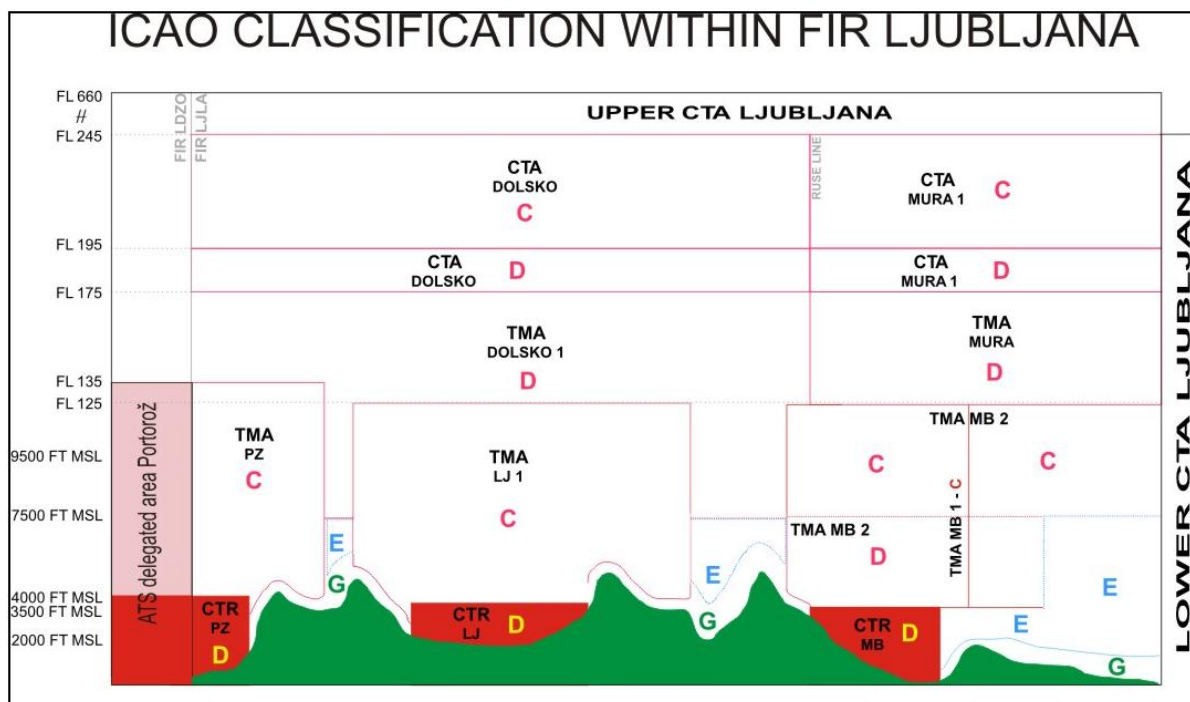 ICAO CLASSIFICATION WITHIN FIR LJUBLJANA
FL 660
#
FL 245
FL 195
FL 175
FL 135
FL 125
9500 FT MSL
7500 FT MSL
4000 FT MSL
3500 FT MSL
2000 FT MSL
FIR LDZO
FIR LJLA
UPPER CTA LJUBLJANA
LOWER CTA LJUBLJANA
RUSE LINE
CTA
DOLSKO
C
CTA
MURA 1
C
CTA
DOLSKO
D
CTA
MURA 1
D
TMA
DOLSKO 1
D
TMA
MURA
D
ATS delegated area Portorož
TMA
PZ
C
TMA
LJ 1
C
TMA MB 2
C
C
TMA MB 1 - C
TMA MB 2
D
E
G
E
G
E
E
G
CTR
PZ
D
CTR
LJ
D
CTR
MB
D